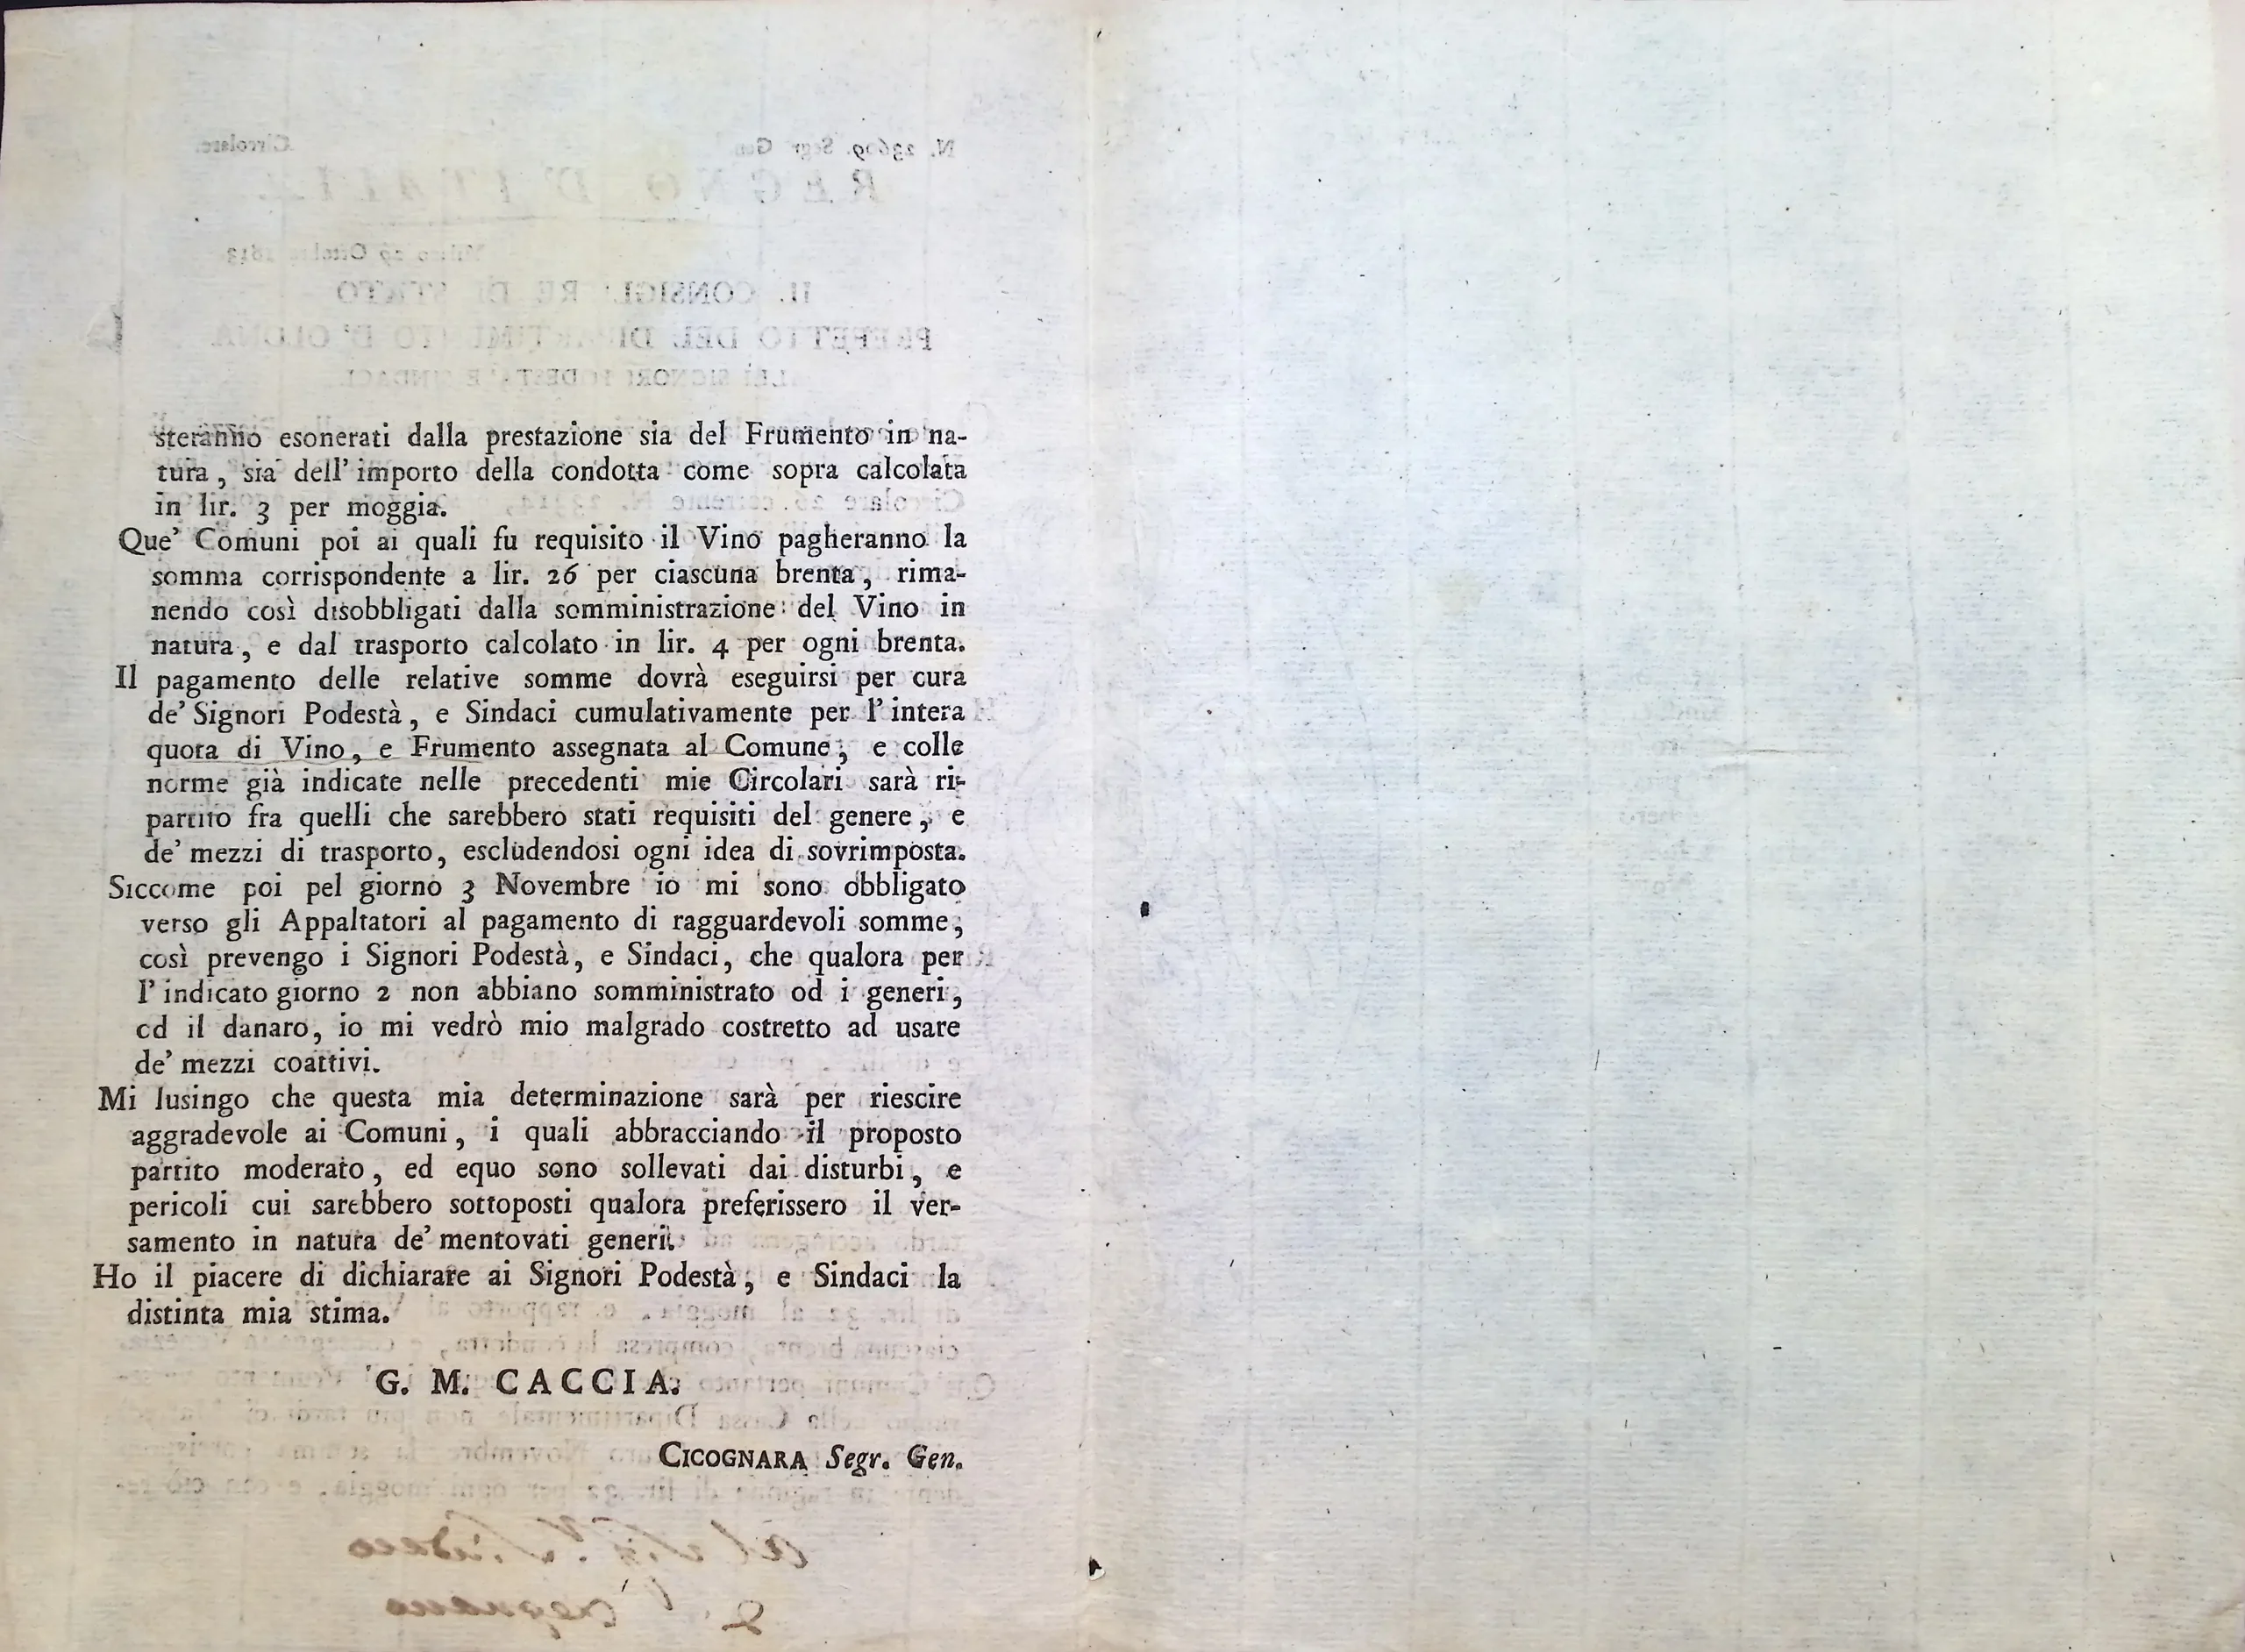 steranno esonerati dalla prestazione sia del Frumento in na-
tura, sia dell' importo della condotta come sopra calcolata
in lir. 3 per moggia.
Que' Comuni poi ai quali fu requisito il Vino pagheranno la
somma corrispondente a lir. 26 per ciascuna brenta, rima-
nendo così disobbligati dalla somministrazione del Vino in
natura, e dal trasporto calcolato in lir. 4 per ogni brenta.
Il pagamento delle relative somme dovrà eseguirsi per cura
de' Signori Podestà, e Sindaci cumulativamente per l' intera
quota di Vino, e Frumento assegnata al Comune, e colle
norme già indicate nelle precedenti mie Circolari sarà ri-
partito fra quelli che sarebbero stati requisiti del genere, e
de' mezzi di trasporto, escludendosi ogni idea di sovrimposta.
Siccome poi pel giorno 3 Novembre io mi sono obbligato
verso gli Appaltatori al pagamento di ragguardevoli somme,
così prevengo i Signori Podestà, e Sindaci, che qualora per
l' indicato giorno 2 non abbiano somministrato od i generi,
od il danaro, io mi vedrò mio malgrado costretto ad usare
de' mezzi coattivi.
Mi lusingo che questa mia determinazione sarà per riescire
aggradevole ai Comuni, i quali abbracciando il proposto
partito moderato, ed equo sono sollevati dai disturbi, e
pericoli cui sarebbero sottoposti qualora preferissero il ver-
samento in natura de' mentovati generi.
Ho il piacere di dichiarare ai Signori Podestà, e Sindaci la
distinta mia stima.
G. M. CACCIA.
CICOGNARA Segr. Gen.